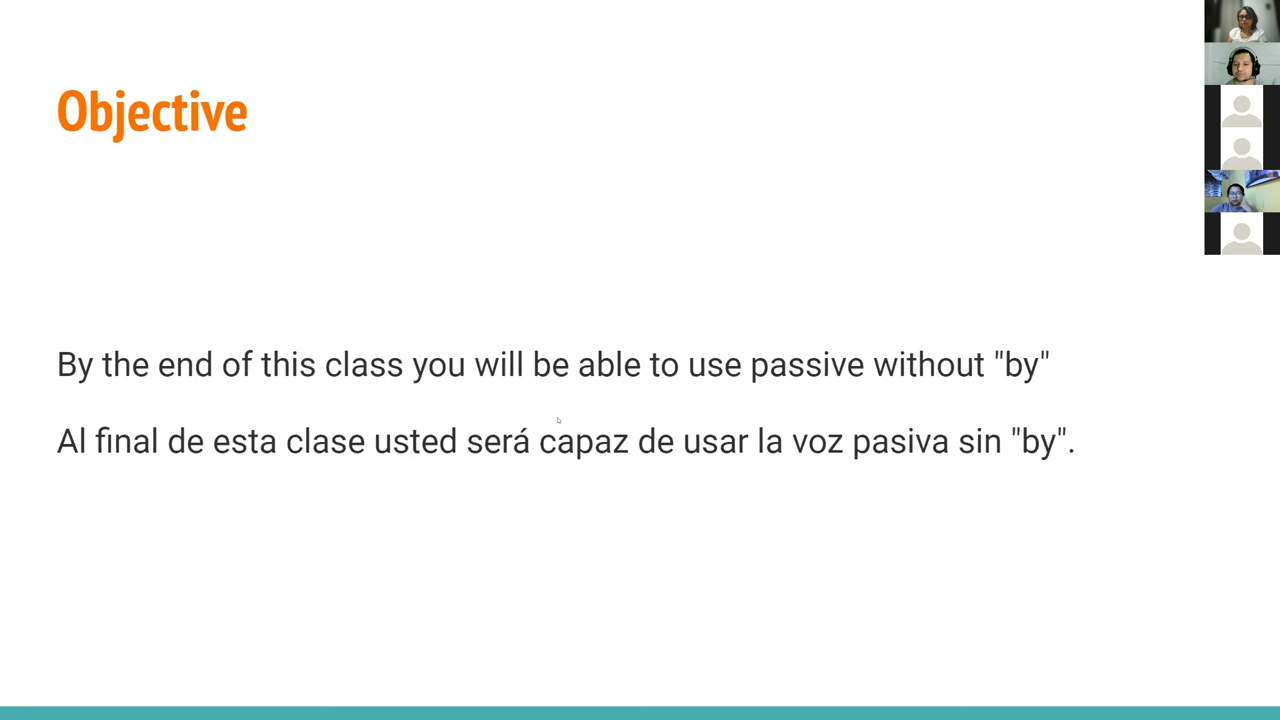 Objective
By the end of this class you will be able to use passive without "by"
Al final de esta clase usted será capaz de usar la voz pasiva sin "by".